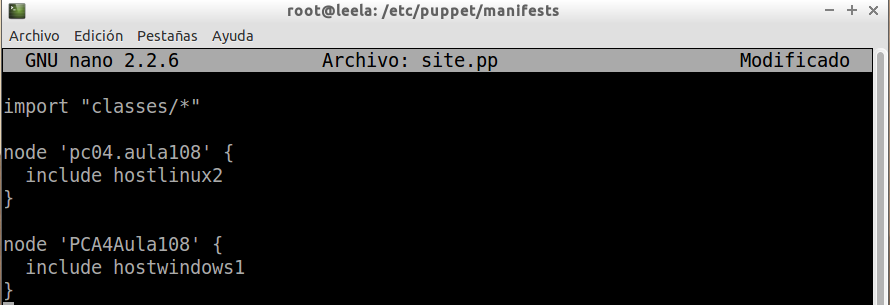 root@leela: /etc/puppet/manifests
Archivo Edición Pestañas Ayuda
GNU nano 2.2.6 Archivo: site.pp Modificado
import "classes/*"
node 'pc04.aula108' {
  include hostlinux2
}
node 'PCA4Aula108' {
  include hostwindows1
}